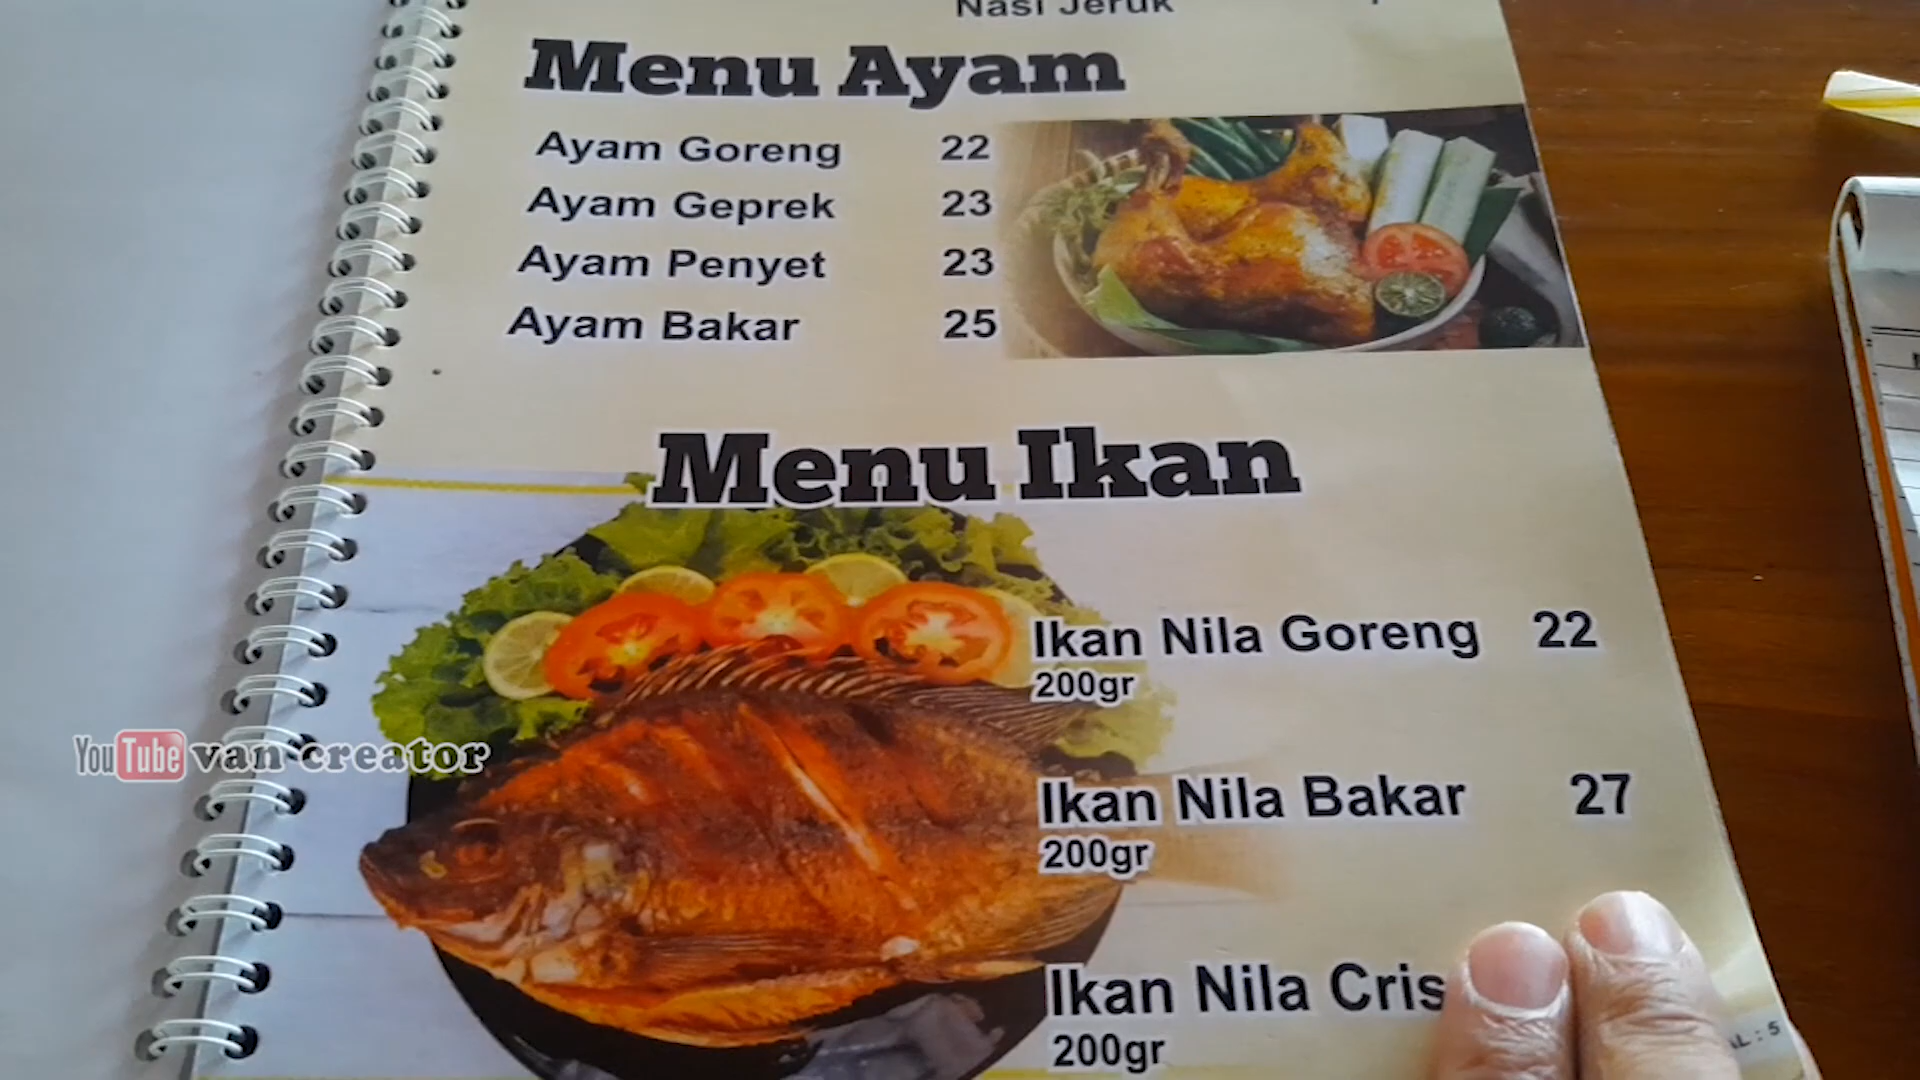 Nasi Jeruk
Menu Ayam
Ayam Goreng 22
Ayam Geprek 23
Ayam Penyet 23
Ayam Bakar 25
Menu Ikan
Ikan Nila Goreng 22
200gr
Ikan Nila Bakar 27
200gr
Ikan Nila
200gr
YouTube van creator